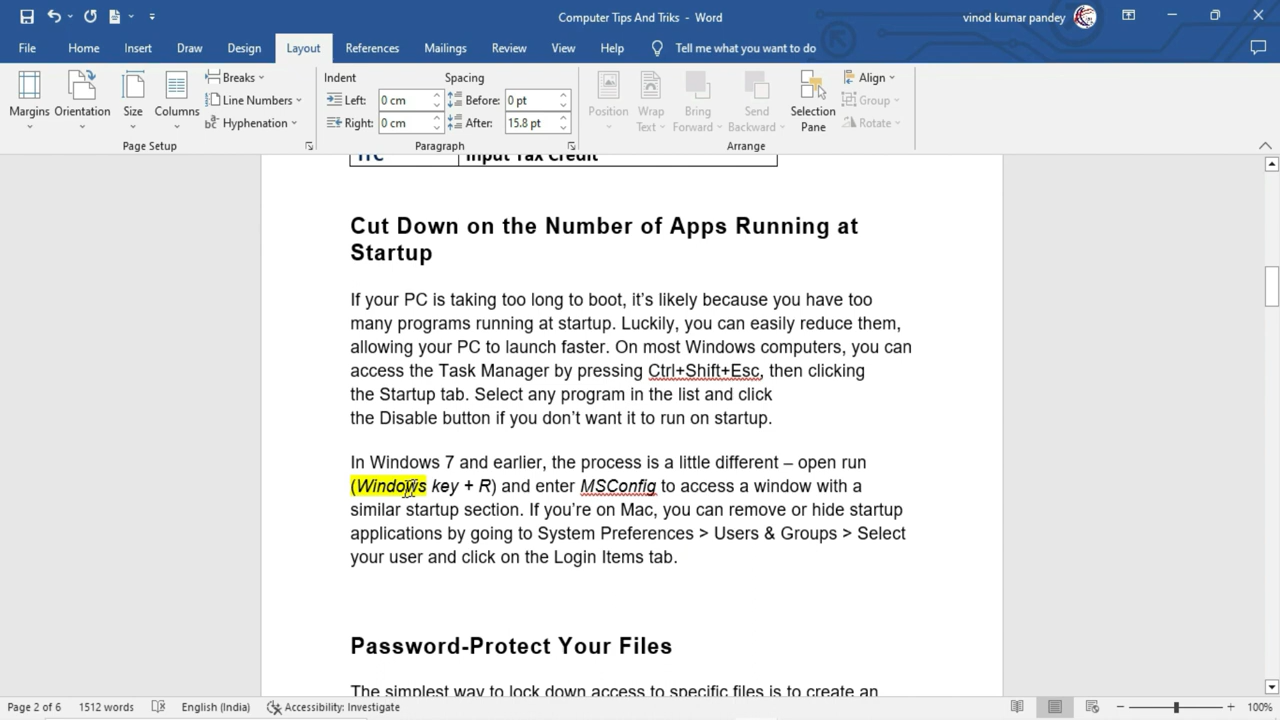 Computer Tips And Triks - Word
vinod kumar pandey
File Home Insert Draw Design Layout References Mailings Review View Help Tell me what you want to do
Margins
Orientation
Size
Columns
Breaks
Line Numbers
Hyphenation
Page Setup
Indent
Left: 0 cm
Right: 0 cm
Spacing
Before: 0 pt
After: 15.8 pt
Paragraph
Position
Wrap
Text
Bring
Forward
Send
Backward
Selection
Pane
Align
Group
Rotate
Arrange
ITC Input Tax Credit
Cut Down on the Number of Apps Running at
Startup
If your PC is taking too long to boot, it’s likely because you have too
many programs running at startup. Luckily, you can easily reduce them,
allowing your PC to launch faster. On most Windows computers, you can
access the Task Manager by pressing Ctrl+Shift+Esc, then clicking
the Startup tab. Select any program in the list and click
the Disable button if you don’t want it to run on startup.
In Windows 7 and earlier, the process is a little different – open run
(Windows key + R) and enter MSConfig to access a window with a
similar startup section. If you’re on Mac, you can remove or hide startup
applications by going to System Preferences > Users & Groups > Select
your user and click on the Login Items tab.
Password-Protect Your Files
The simplest way to lock down access to specific files is to create an
Page 2 of 6 1512 words English (India) Accessibility: Investigate 100%